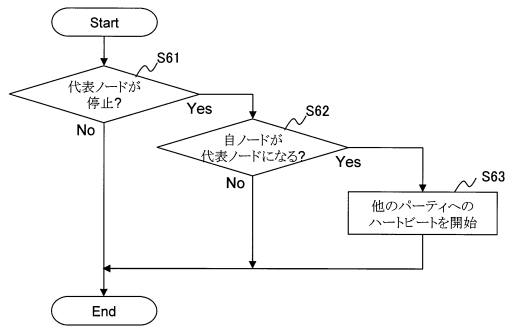 Start
S61
代表ノードが
停止?
Yes
No
S62
自ノードが
代表ノードになる?
Yes
No
S63
他のパーティへの
ハートビートを開始
End